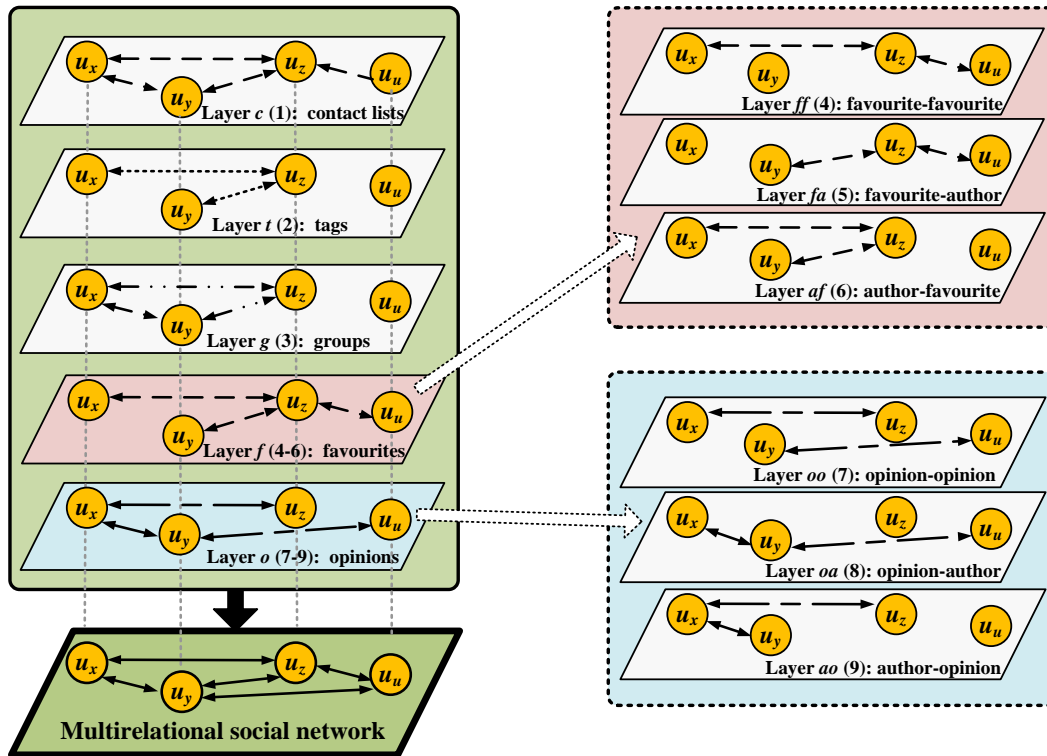 u_x u_z u_u
u_y
Layer c (1): contact lists
u_x u_z u_u
u_y
Layer t (2): tags
u_x u_z u_u
u_y
Layer g (3): groups
u_x u_z u_u
u_y
Layer f (4-6): favourites
u_x u_z u_u
u_y
Layer o (7-9): opinions
u_x u_z u_u
u_y
Multirelational social network
u_x u_z u_u
u_y
Layer ff (4): favourite-favourite
u_x u_z u_u
u_y
Layer fa (5): favourite-author
u_x u_z u_u
u_y
Layer af (6): author-favourite
u_x u_z u_u
u_y
Layer oo (7): opinion-opinion
u_x u_z u_u
u_y
Layer oa (8): opinion-author
u_x u_z u_u
u_y
Layer ao (9): author-opinion